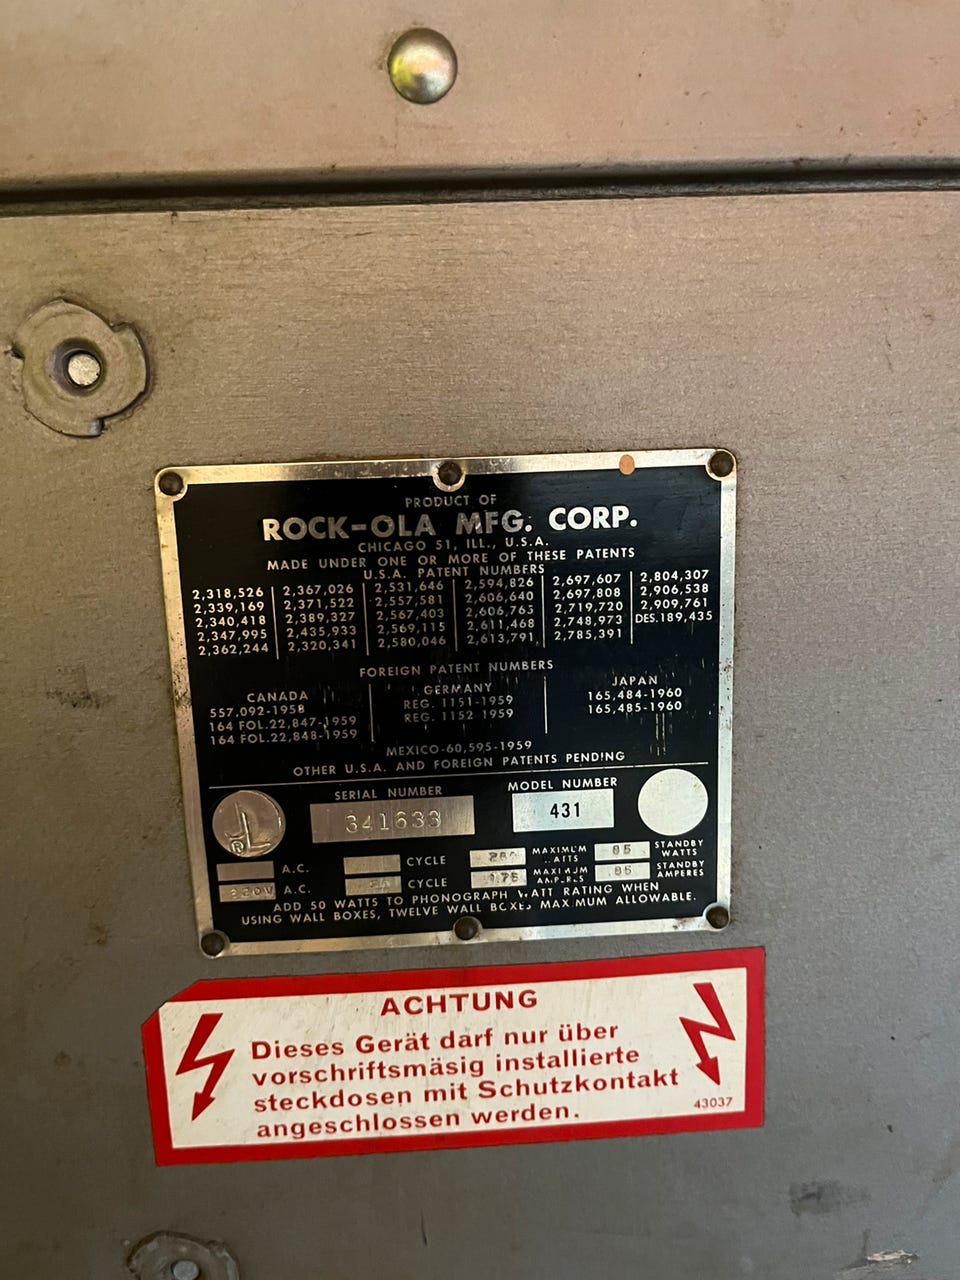 PRODUCT OF
ROCK-OLA MFG. CORP.
CHICAGO 51, ILL., U.S.A.
MADE UNDER ONE OR MORE OF THESE PATENTS
U.S.A. PATENT NUMBERS
2,318,526 2,367,026 2,531,646 2,594,826 2,697,607 2,804,307
2,339,169 2,371,522 2,557,581 2,606,640 2,697,808 2,906,538
2,340,418 2,389,327 2,567,403 2,606,765 2,719,720 2,909,761
2,347,995 2,435,933 2,569,115 2,611,468 2,748,973 DES.189,435
2,362,244 2,320,341 2,580,046 2,613,791 2,785,391
FOREIGN PATENT NUMBERS
CANADA GERMANY JAPAN
557,092-1958 REG. 1151-1959 165,484-1960
164 FOL.22,847-1959 REG. 1152 1959 165,485-1960
164 FOL.22,848-1959
MEXICO-60,595-1959
OTHER U.S.A. AND FOREIGN PATENTS PENDING
SERIAL NUMBER MODEL NUMBER
341633 431
JL ®
A.C. CYCLE MAXIMUM WATTS 85 STANDBY WATTS
220V A.C. CYCLE 1.75 MAXIMUM AMPERES .85 STANDBY AMPERES
ADD 50 WATTS TO PHONOGRAPH WATT RATING WHEN
USING WALL BOXES, TWELVE WALL BOXES MAXIMUM ALLOWABLE.
ACHTUNG
Dieses Gerät darf nur über
vorschriftsmäsig installierte
steckdosen mit Schutzkontakt
angeschlossen werden.
43037